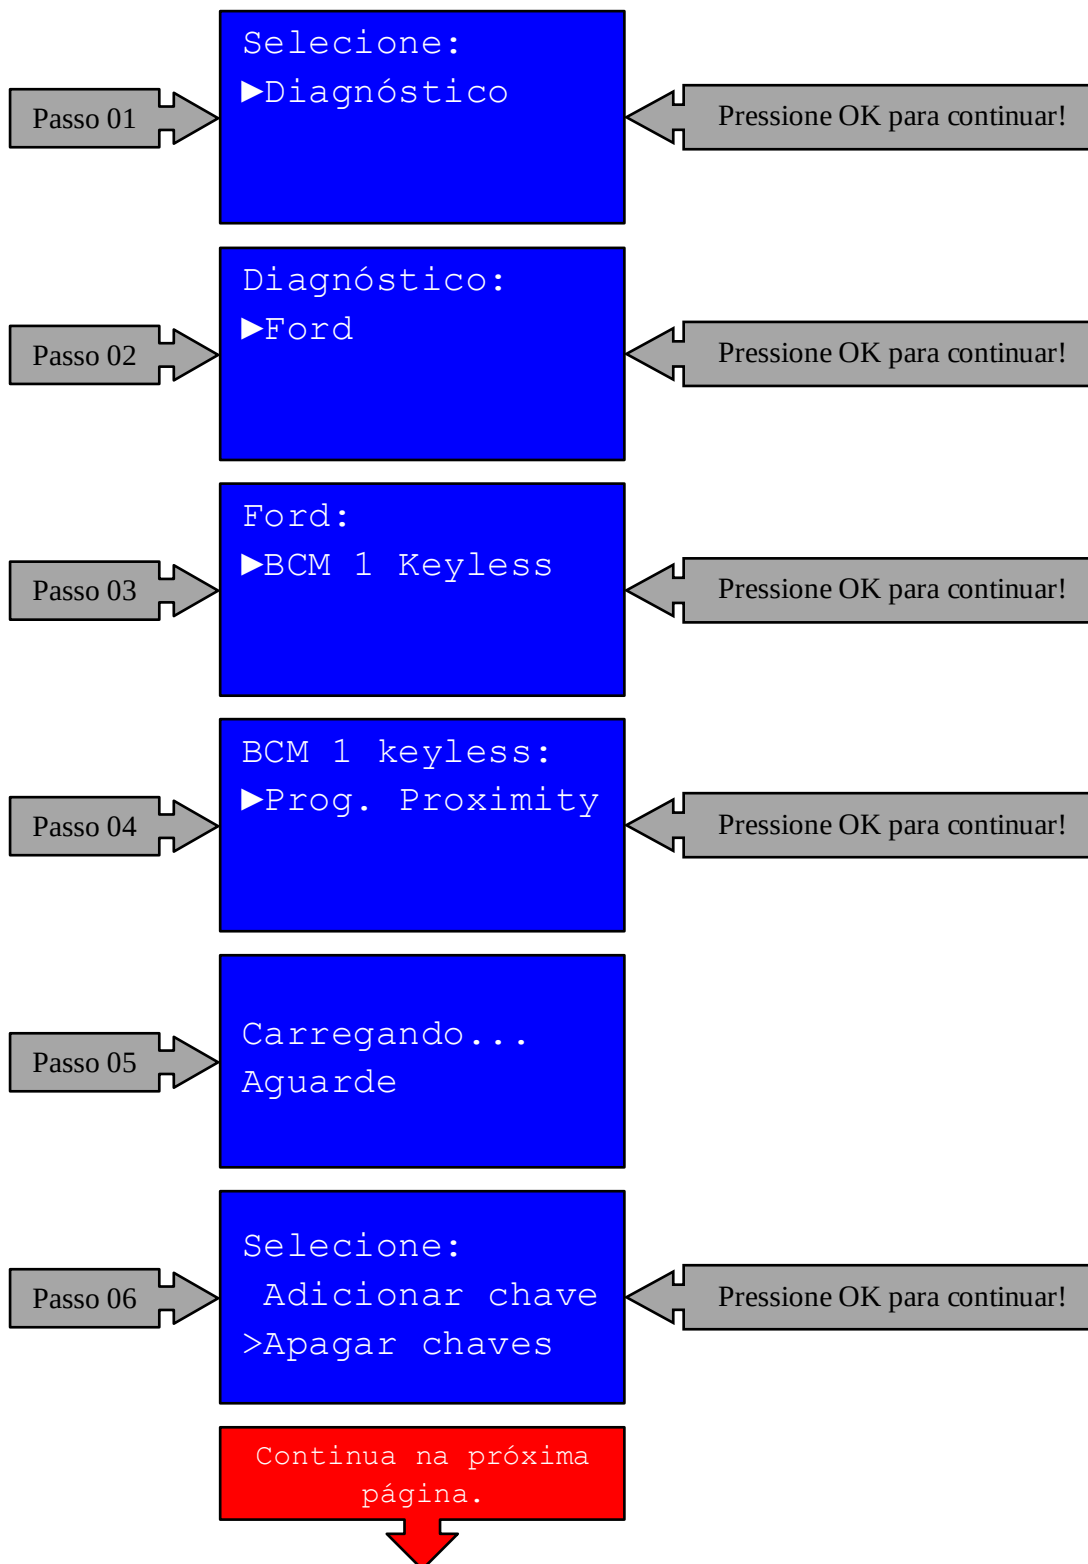 Selecione:
►Diagnóstico
Passo 01
Pressione OK para continuar!
Diagnóstico:
►Ford
Passo 02
Pressione OK para continuar!
Ford:
►BCM 1 Keyless
Passo 03
Pressione OK para continuar!
BCM 1 keyless:
►Prog. Proximity
Passo 04
Pressione OK para continuar!
Carregando...
Aguarde
Passo 05
Selecione:
Adicionar chave
>Apagar chaves
Passo 06
Pressione OK para continuar!
Continua na próxima
página.